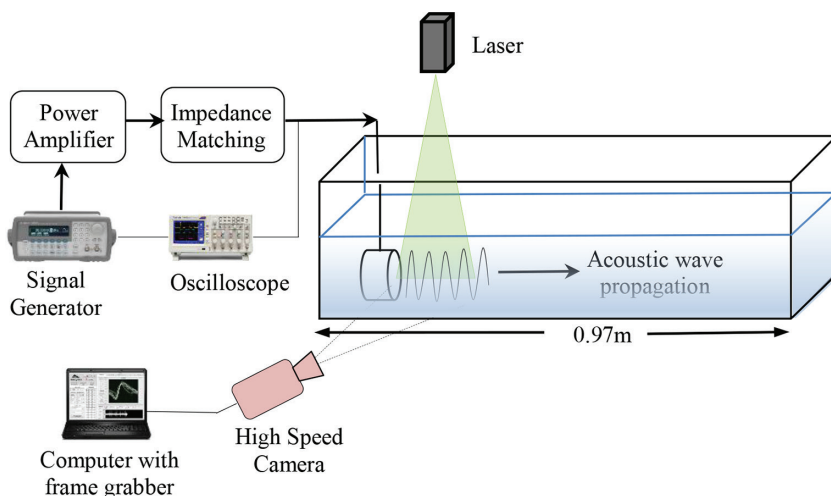 Laser
Power
Amplifier
Impedance
Matching
Signal
Generator
Oscilloscope
Acoustic wave
propagation
0.97m
High Speed
Camera
Computer with
frame grabber